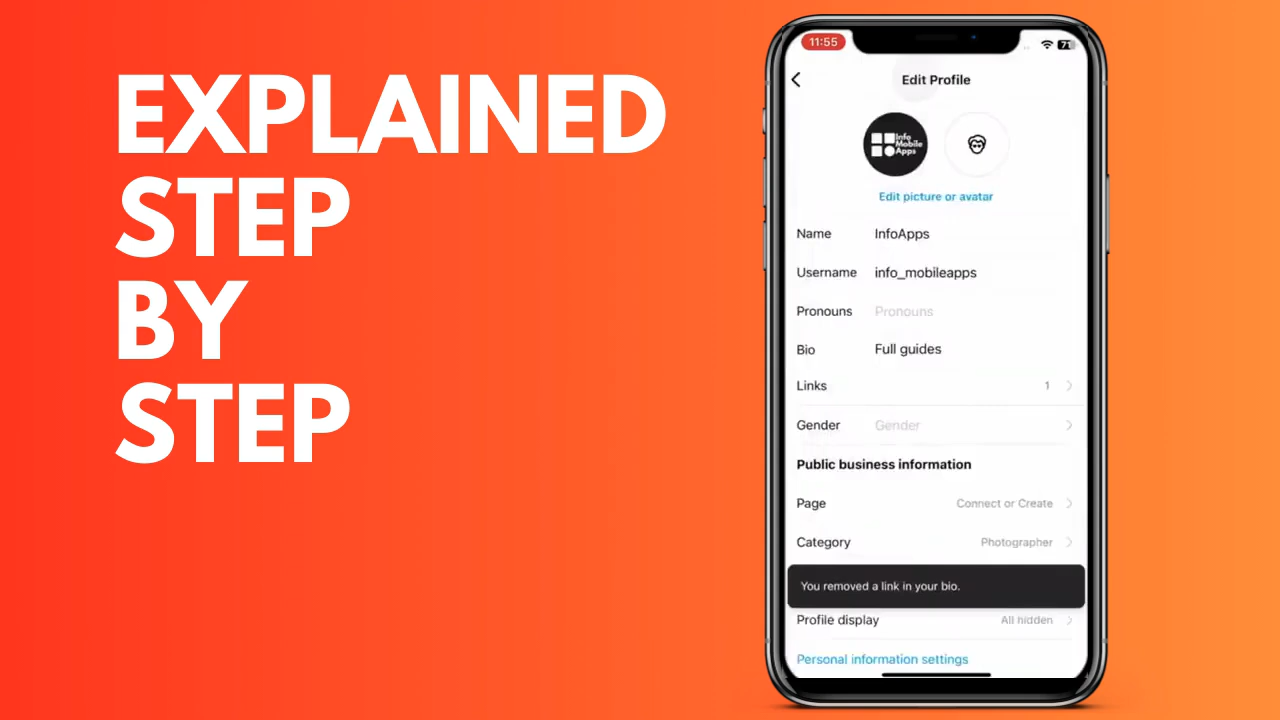 EXPLAINED
STEP
BY
STEP
11:55
71
Edit Profile
Info
Mobile
Apps
Edit picture or avatar
Name InfoApps
Username info_mobileapps
Pronouns Pronouns
Bio Full guides
Links 1
Gender Gender
Public business information
Page Connect or Create
Category Photographer
You removed a link in your bio.
Profile display All hidden
Personal information settings